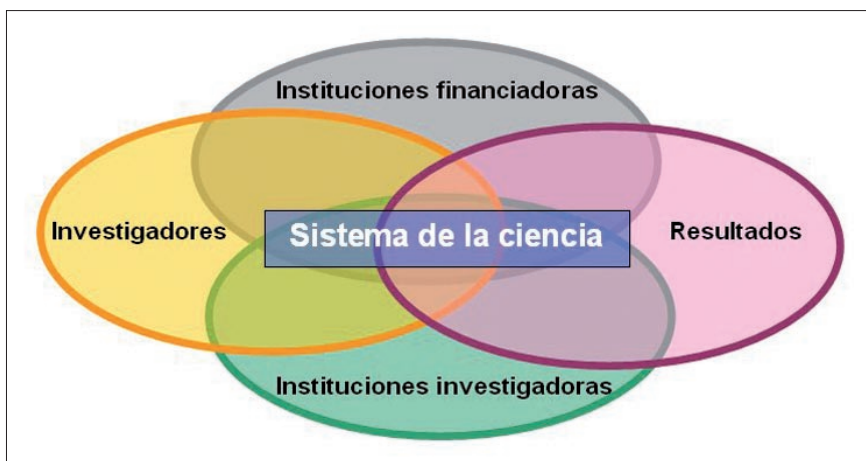 Instituciones financiadoras
Investigadores
Sistema de la ciencia
Resultados
Instituciones investigadoras